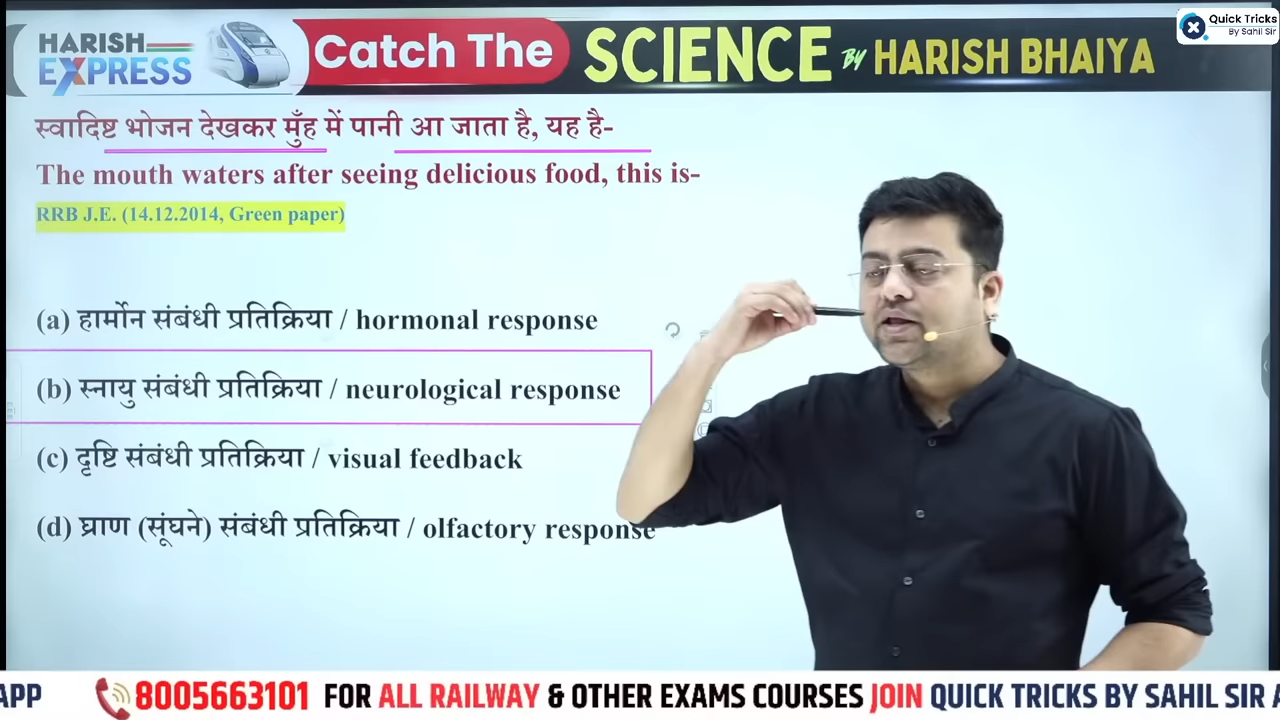 HARISH
EXPRESS
Catch The SCIENCE BY HARISH BHAIYA
Quick Tricks
By Sahil Sir
स्वादिष्ट भोजन देखकर मुँह में पानी आ जाता है, यह है-
The mouth waters after seeing delicious food, this is-
RRB J.E. (14.12.2014, Green paper)
(a) हार्मोन संबंधी प्रतिक्रिया / hormonal response
(b) स्नायु संबंधी प्रतिक्रिया / neurological response
(c) दृष्टि संबंधी प्रतिक्रिया / visual feedback
(d) घ्राण (सूंघने) संबंधी प्रतिक्रिया / olfactory response
APP 8005663101 FOR ALL RAILWAY & OTHER EXAMS COURSES JOIN QUICK TRICKS BY SAHIL SIR A